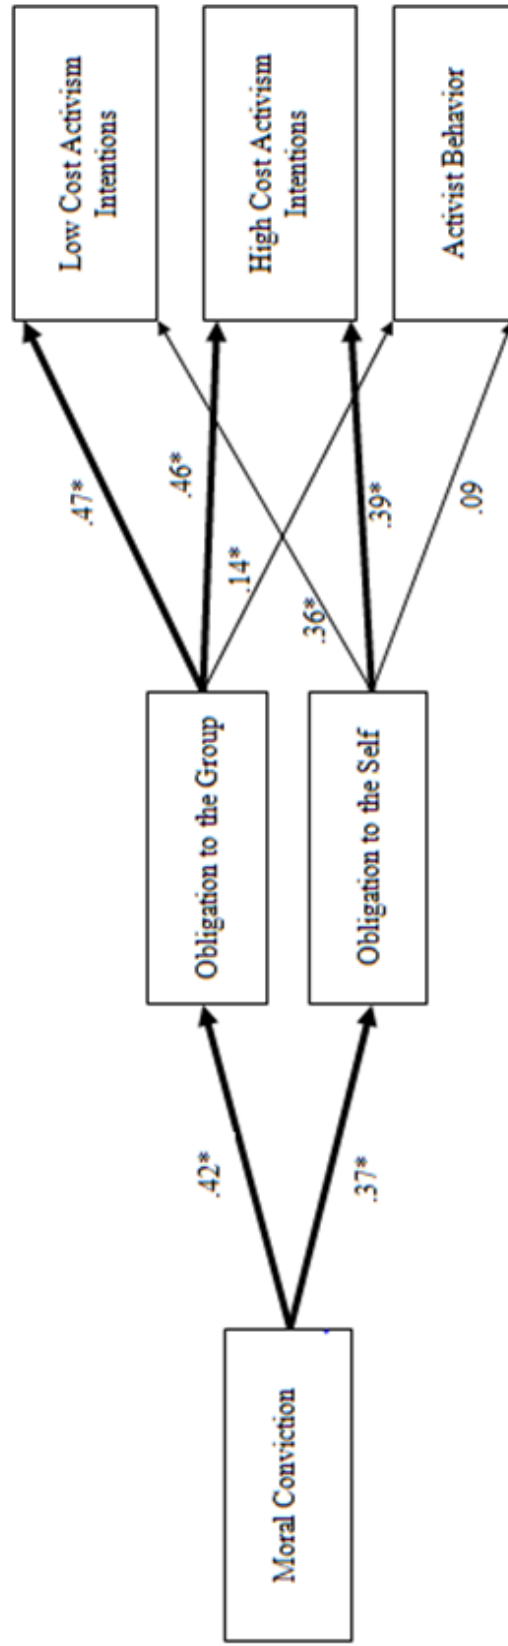 Moral Conviction
.42*
.37*
Obligation to the Group
Obligation to the Self
.47*
.46*
.14*
.36*
.39*
.09
Low Cost Activism
Intentions
High Cost Activism
Intentions
Activist Behavior